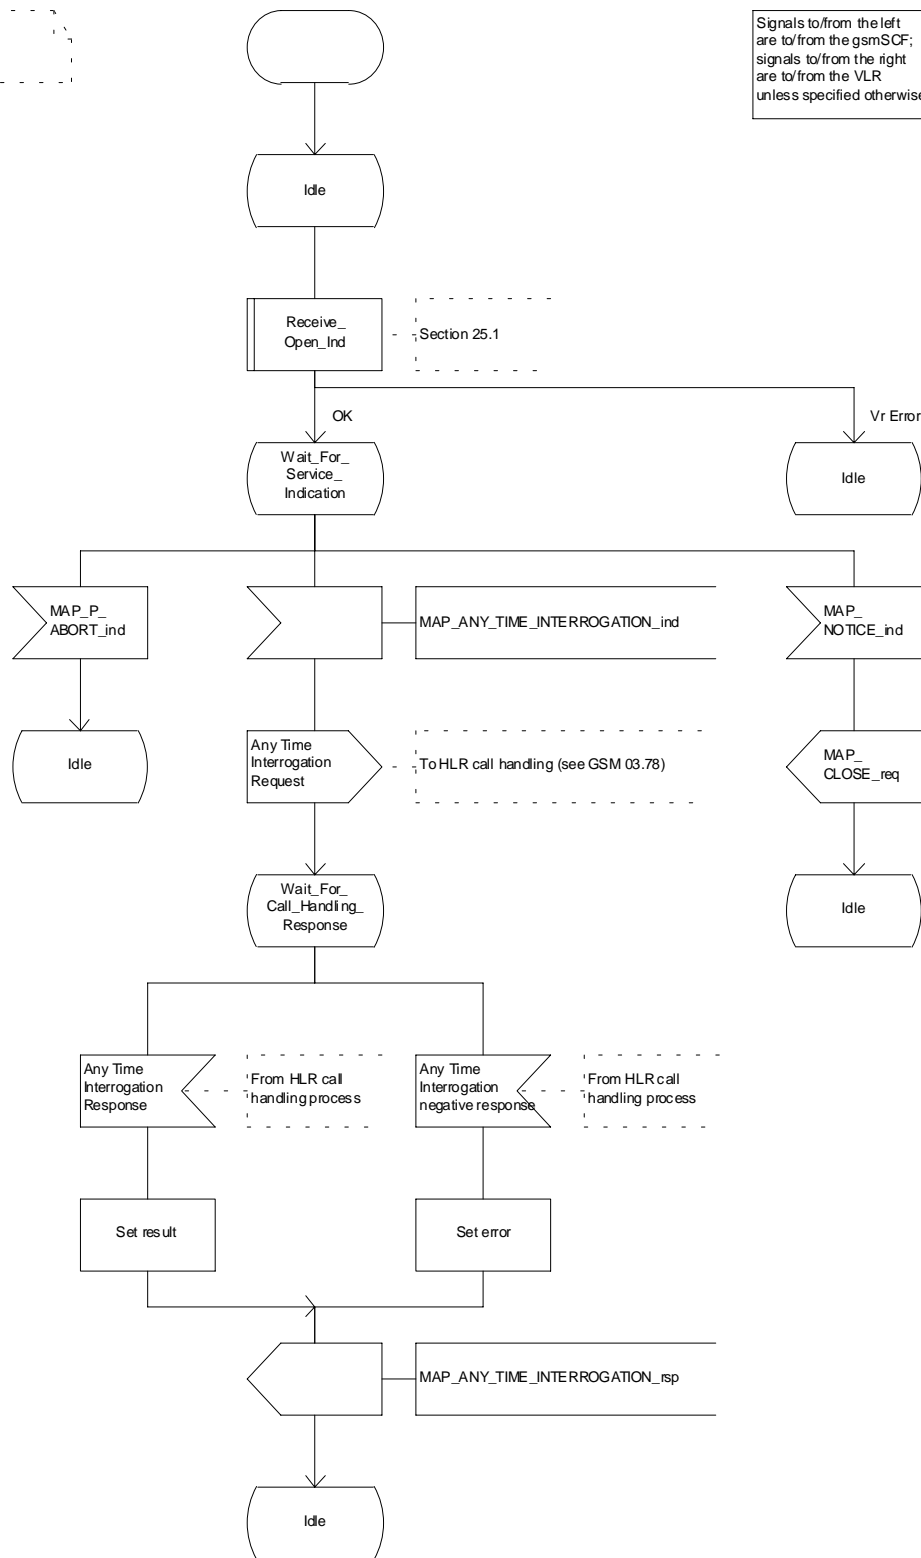 Signals to/from the left
are to/from the gsmSCF;
signals to/from the right
are to/from the VLR
unless specified otherwise
Idle
Receive_
Open_Ind
Section 25.1
OK
Vr Error
Wait_For_
Service_
Indication
Idle
MAP_P_
ABORT_ind
MAP_ANY_TIME_INTERROGATION_ind
MAP_
NOTICE_ind
Idle
Any Time
Interrogation
Request
To HLR call handling (see GSM 03.78)
MAP_
CLOSE_req
Wait_For_
Call_Handling_
Response
Idle
Any Time
Interrogation
Response
From HLR call
handling process
Any Time
Interrogation
negative response
From HLR call
handling process
Set result
Set error
MAP_ANY_TIME_INTERROGATION_rsp
Idle